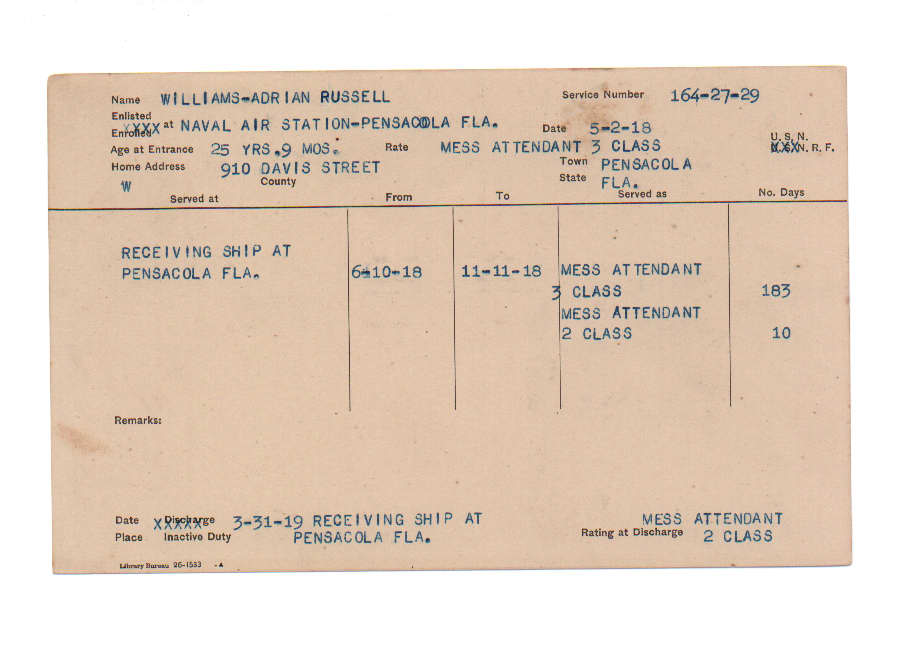 Name WILLIAMS-ADRIAN RUSSELL Service Number 164-27-29
Enlisted
Enrolled at NAVAL AIR STATION-PENSACOLA FLA. Date 5-2-18
U. S. N.
Age at Entrance 25 YRS.9 MOS. Rate MESS ATTENDANT 3 CLASS U. S. N. R. F.
Home Address 910 DAVIS STREET Town PENSACOLA
W County State FLA.
Served at From To Served as No. Days
RECEIVING SHIP AT
PENSACOLA FLA. 6-10-18 11-11-18 MESS ATTENDANT
3 CLASS 183
MESS ATTENDANT
2 CLASS 10
Remarks:
Date Discharge 3-31-19 RECEIVING SHIP AT MESS ATTENDANT
Place Inactive Duty PENSACOLA FLA. Rating at Discharge 2 CLASS
Library Bureau 26-1583 -A